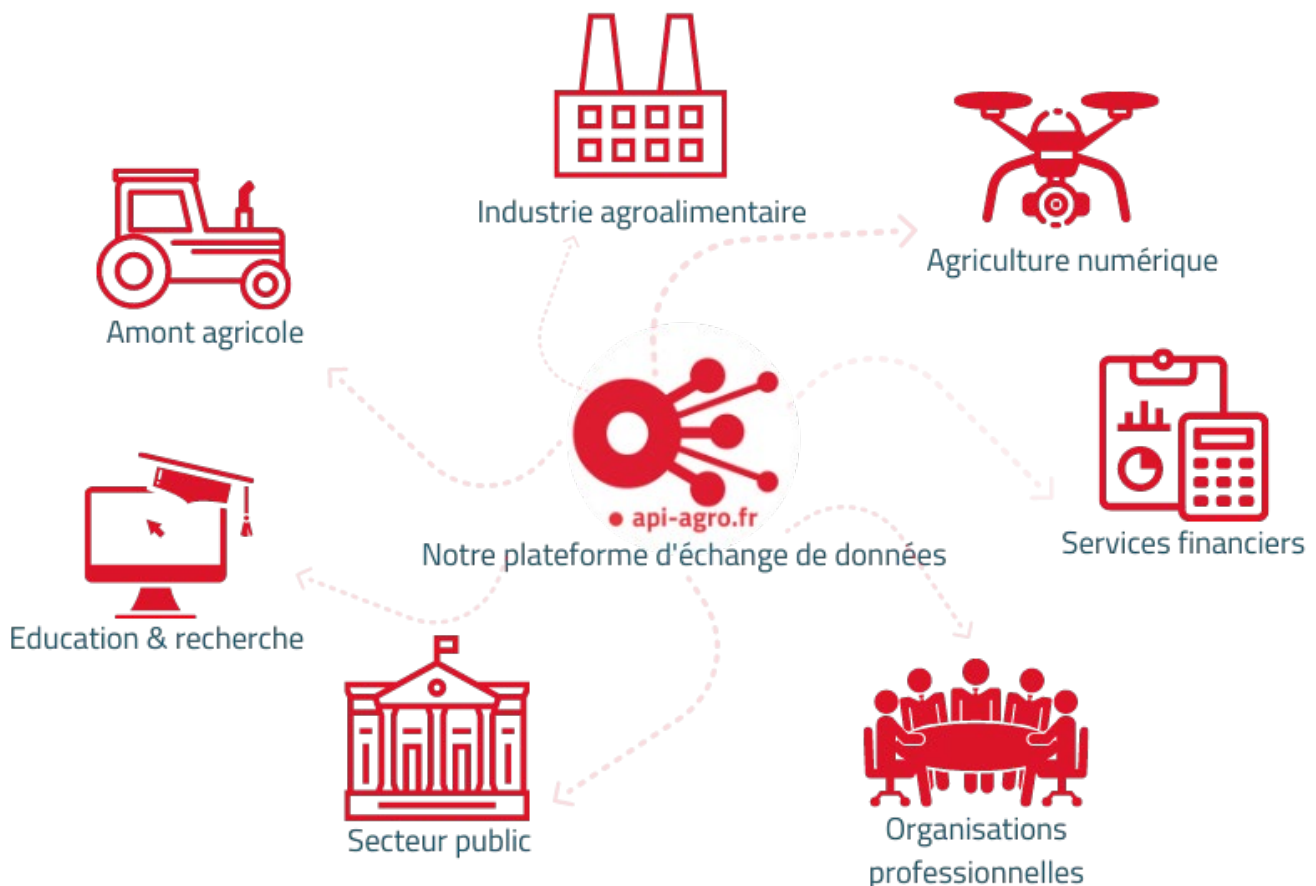 Industrie agroalimentaire
Agriculture numérique
Amont agricole
api-agro.fr
Notre plateforme d'échange de données
Services financiers
Education & recherche
Secteur public
Organisations
professionnelles